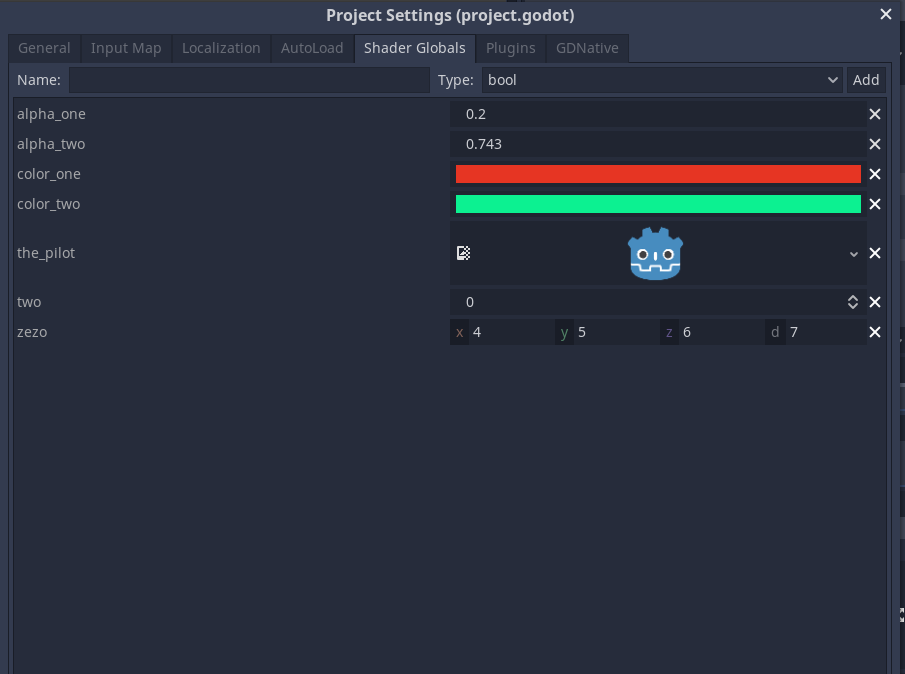 Project Settings (project.godot)
General Input Map Localization AutoLoad Shader Globals Plugins GDNative
Name: Type: bool Add
alpha_one 0.2
alpha_two 0.743
color_one
color_two
the_pilot
two 0
zezo x 4 y 5 z 6 d 7